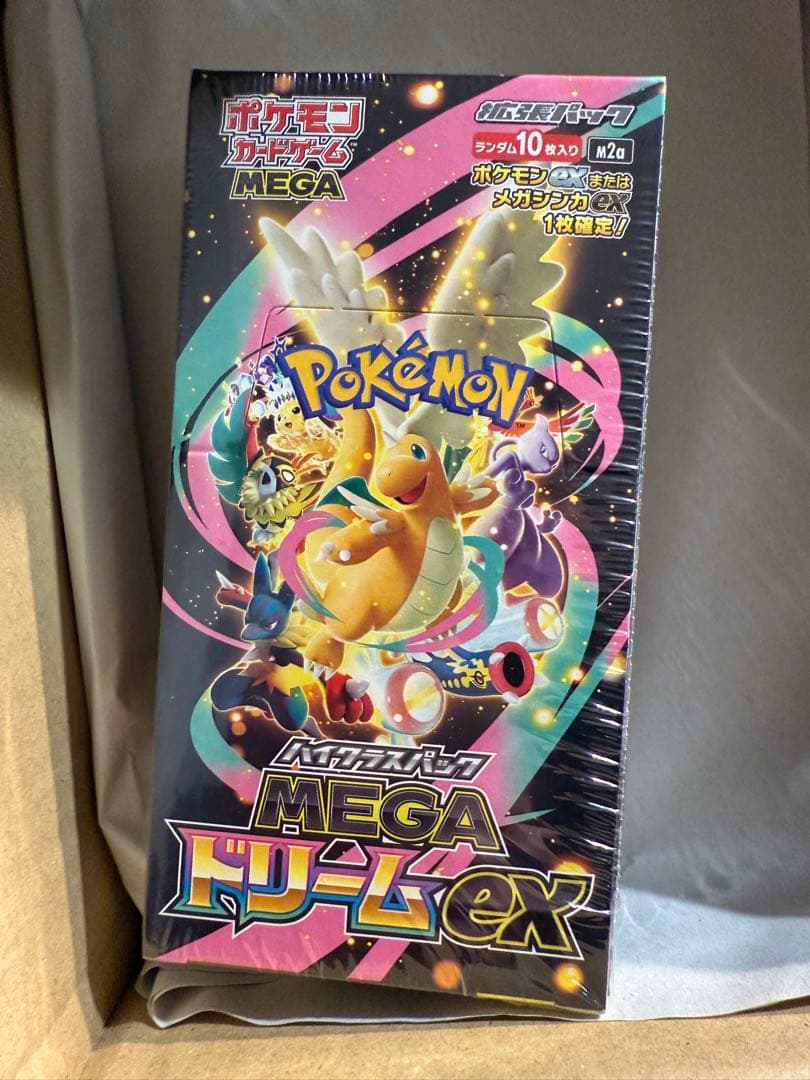 ポケモン
カードゲーム™
MEGA
拡張パック
ランダム10枚入り
M2a
ポケモンexまたは
メガシンカex
1枚確定!
POKÉMON
™
ハイクラスパック
MEGA
ドリームex